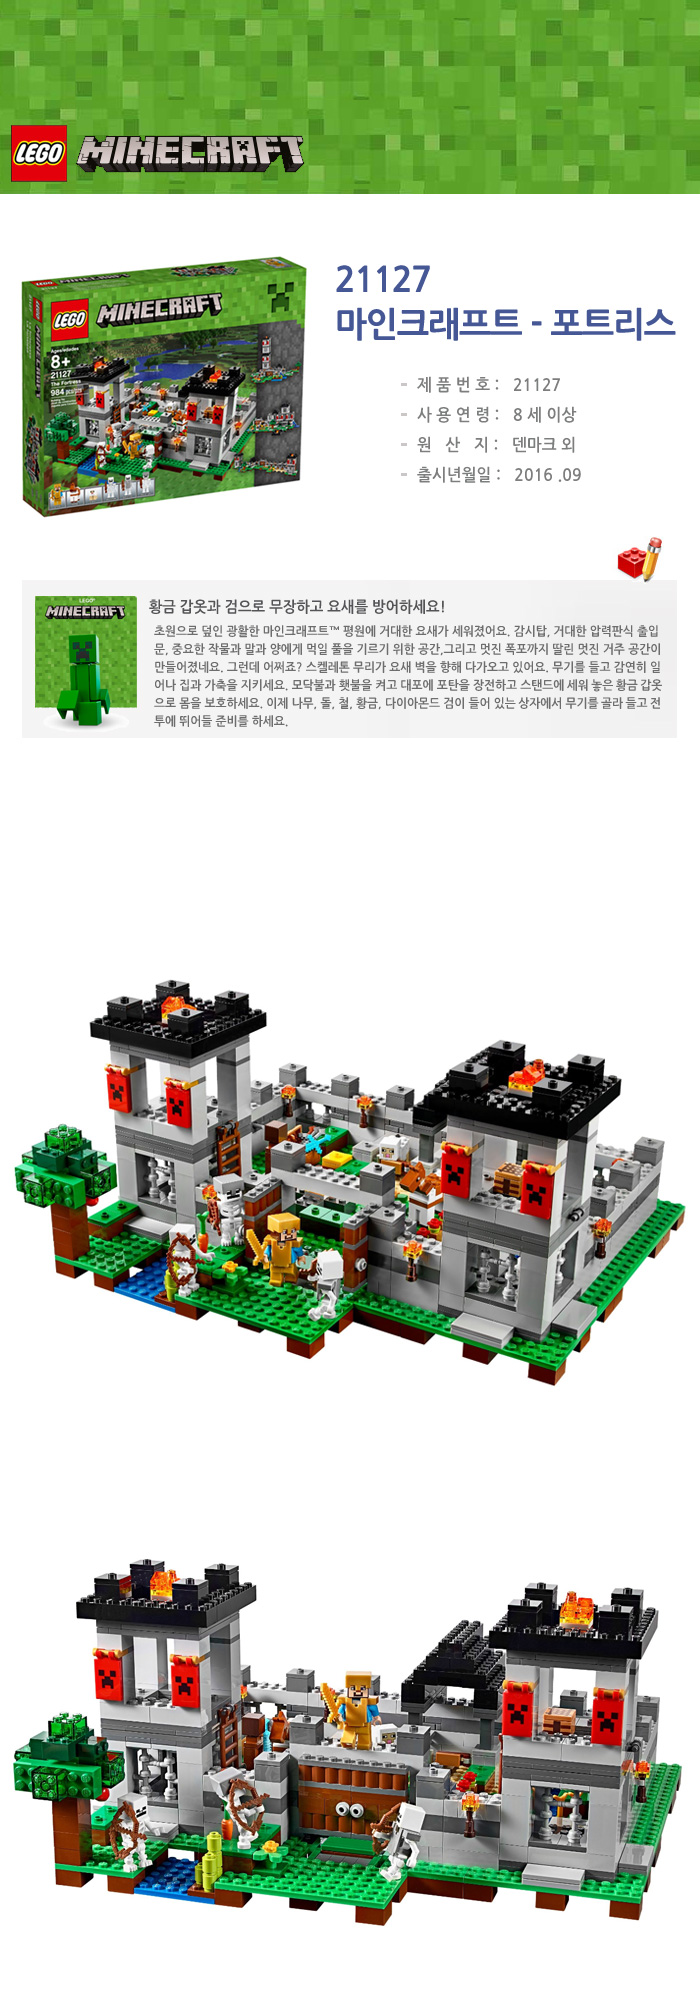 LEGO MINECRAFT
LEGO MINECRAFT
MINECRAFT
Ages/edades
8+
21127
The Fortress
984 pcs/pzs
21127
마인크래프트 - 포트리스
- 제 품 번 호 : 21127
- 사 용 연 령 : 8 세 이상
- 원 산 지 : 덴마크 외
- 출시년월일 : 2016 .09
LEGO
MINECRAFT
황금 갑옷과 검으로 무장하고 요새를 방어하세요!
초원으로 덮인 광활한 마인크래프트™ 평원에 거대한 요새가 세워졌어요. 감시탑, 거대한 압력판식 출입
문, 중요한 작물과 말과 양에게 먹일 풀을 기르기 위한 공간,그리고 멋진 폭포까지 딸린 멋진 거주 공간이
만들어졌네요. 그런데 어쩌죠? 스켈레톤 무리가 요새 벽을 향해 다가오고 있어요. 무기를 들고 감연히 일
어나 집과 가축을 지키세요. 모닥불과 횃불을 켜고 대포에 포탄을 장전하고 스탠드에 세워 놓은 황금 갑옷
으로 몸을 보호하세요. 이제 나무, 돌, 철, 황금, 다이아몬드 검이 들어 있는 상자에서 무기를 골라 들고 전
투에 뛰어들 준비를 하세요.